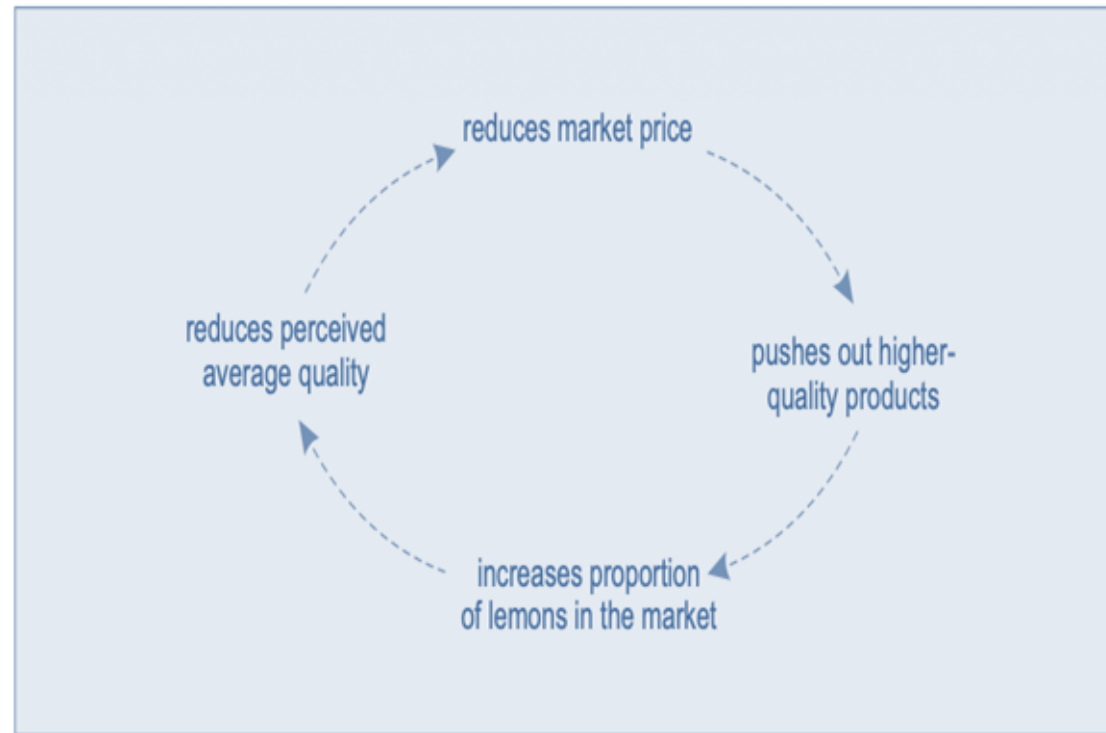 reduces market price
reduces perceived
average quality
pushes out higher-
quality products
increases proportion
of lemons in the market